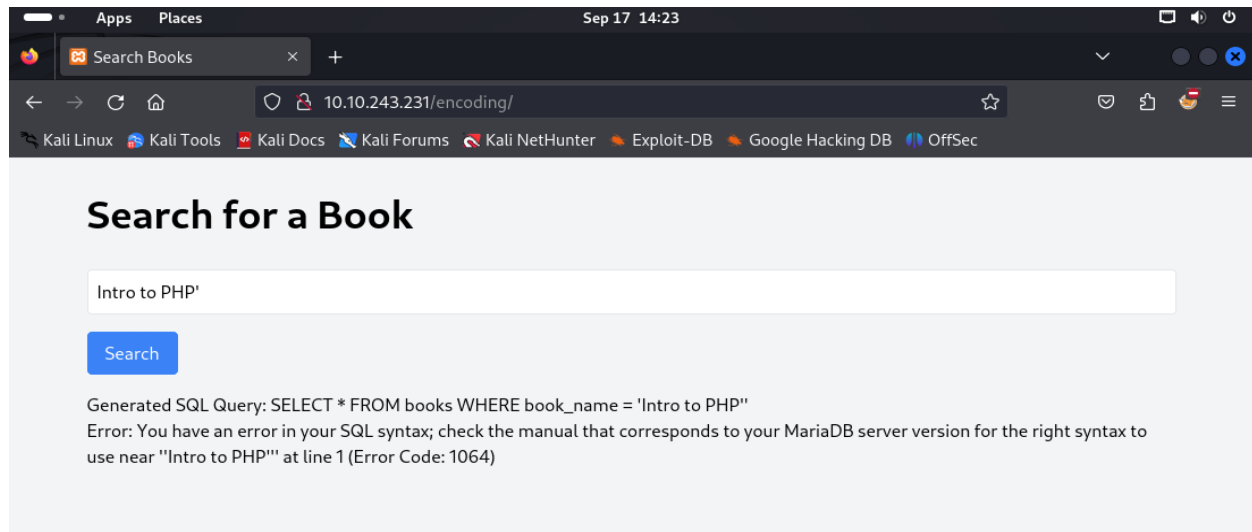 Apps Places Sep 17 14:23
Search Books
10.10.243.231/encoding/
Kali Linux Kali Tools Kali Docs Kali Forums Kali NetHunter Exploit-DB Google Hacking DB OffSec
Search for a Book
Intro to PHP'
Search
Generated SQL Query: SELECT * FROM books WHERE book_name = 'Intro to PHP''
Error: You have an error in your SQL syntax; check the manual that corresponds to your MariaDB server version for the right syntax to
use near ''Intro to PHP''' at line 1 (Error Code: 1064)